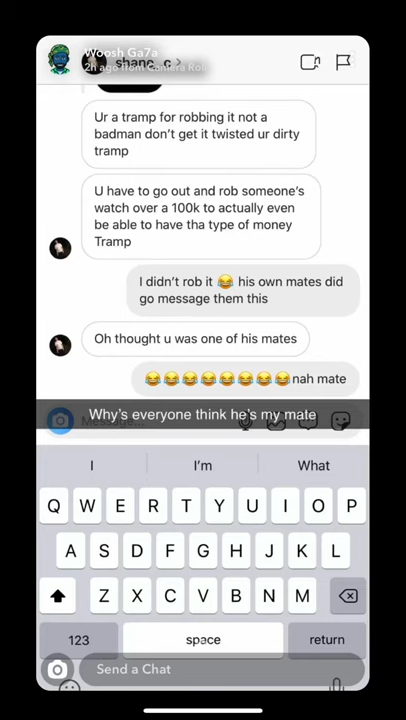 Woosh Ga7a
2h ago from Camera Roll
shanc_c >
Ur a tramp for robbing it not a
badman don't get it twisted ur dirty
tramp
U have to go out and rob someone's
watch over a 100k to actually even
be able to have tha type of money
Tramp
I didn't rob it 😂 his own mates did
go message them this
Oh thought u was one of his mates
😂😂😂😂😂😂😂😂nah mate
Why's everyone think he's my mate
Message...
I I'm What
Q W E R T Y U I O P
A S D F G H J K L
Z X C V B N M
123 space return
Send a Chat